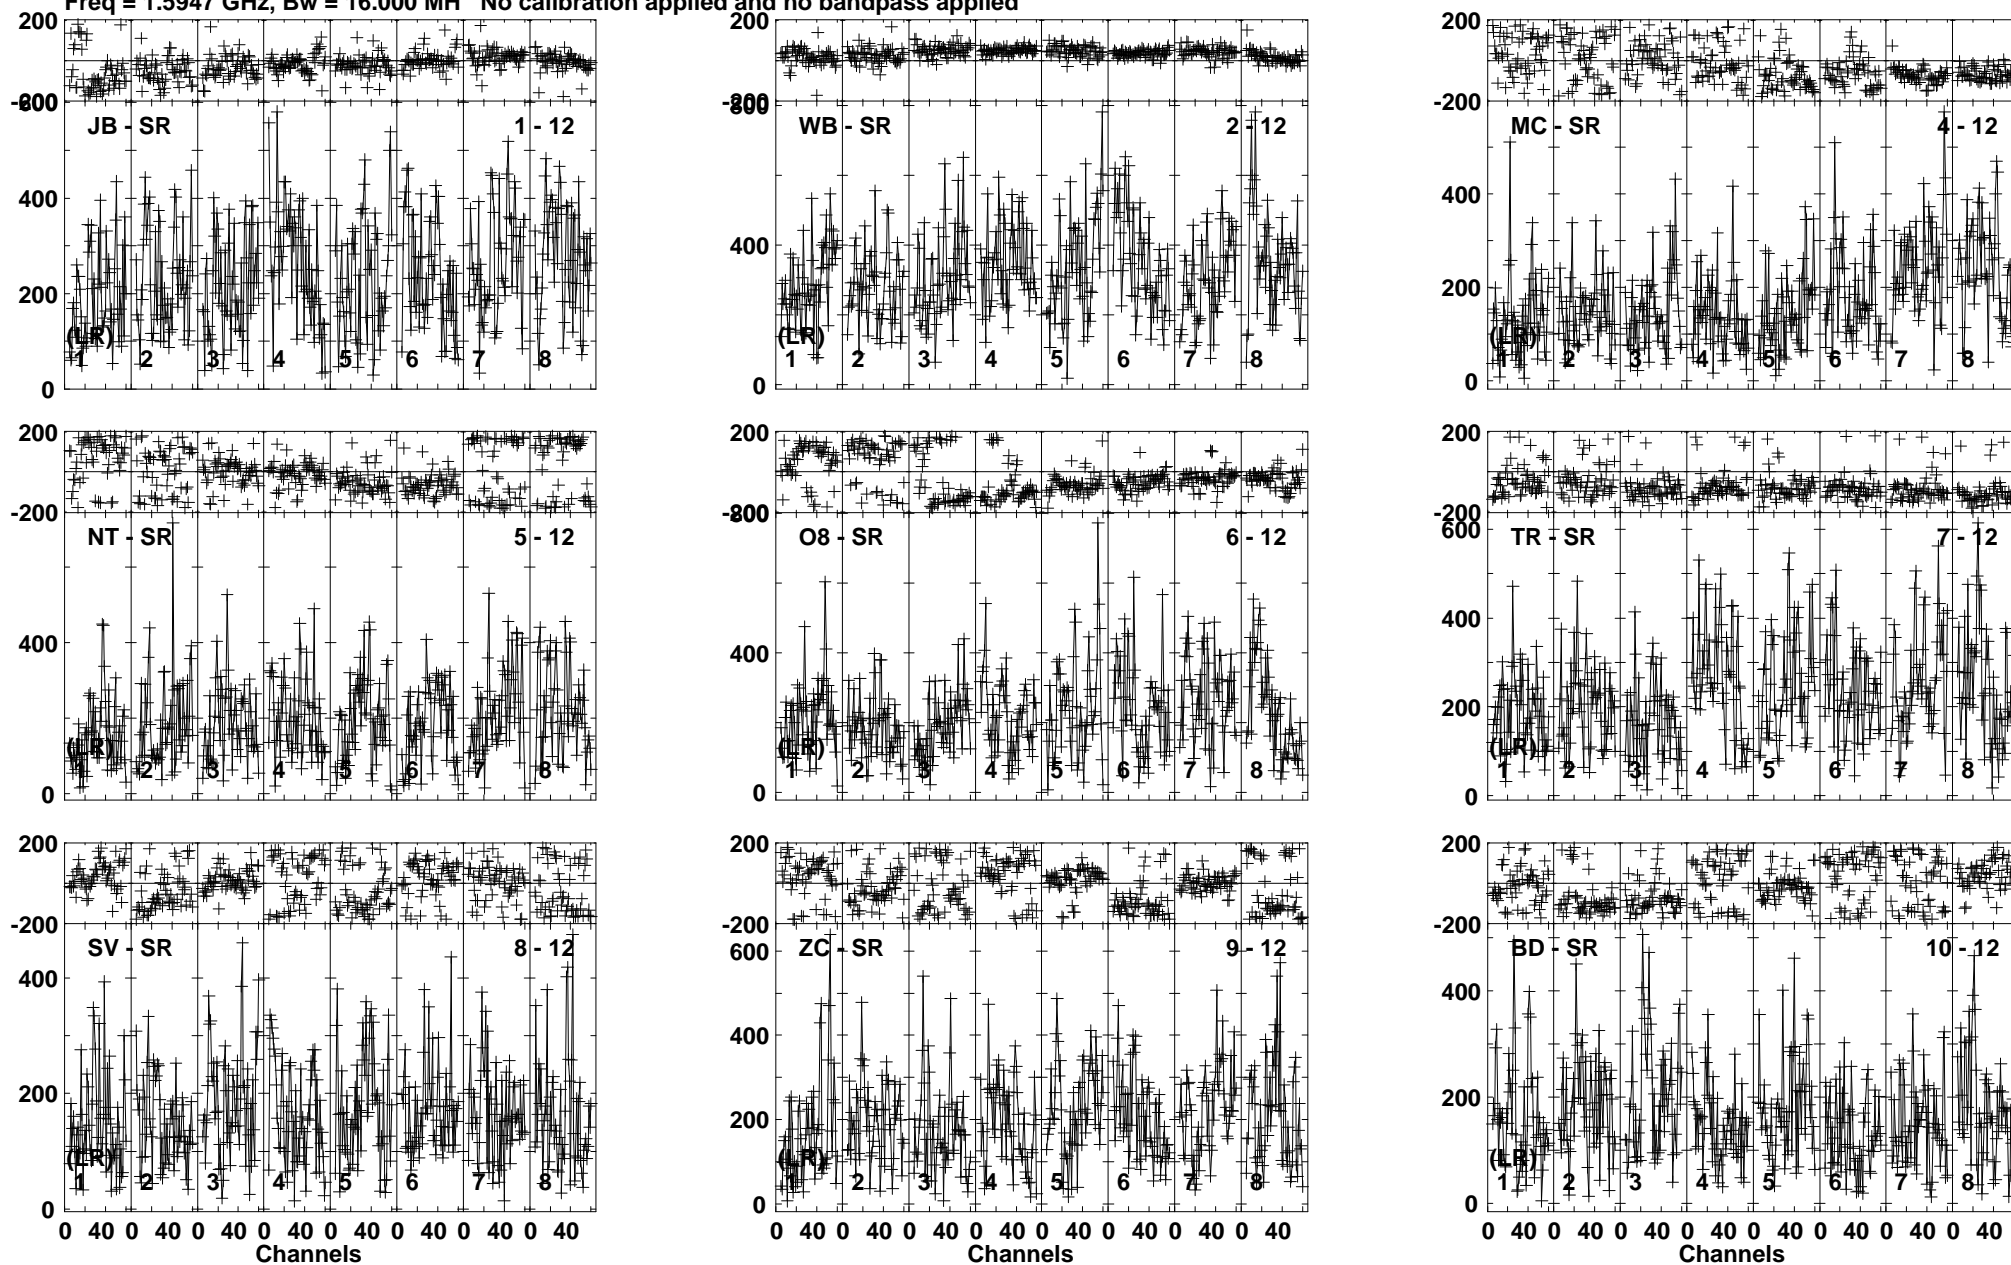 Freq = 1.5947 GHz, Bw = 16.000 MH No calibration applied and no bandpass applied
200 200 200
-200
JB - SR 1 - 12 WB - SR 2 - 12 MC - SR 4 - 12
400 400 400
200 200
(LR) (LR) (LR)
1 2 3 4 5 6 7 8 1 2 3 4 5 6 7 8 1 2 3 4 5 6 7 8
0 0 0
200 200 200
-200 -200
NT - SR 5 - 12 O8 - SR 6 - 12 TR - SR 7 - 12
600
400 400 400
200
(LR) (LR) (LR)
1 2 3 4 5 6 7 8 1 2 3 4 5 6 7 8 1 2 3 4 5 6 7 8
0 0 0
200 200 200
-200 -200 -200
SV - SR 8 - 12 ZC - SR 9 - 12 BD - SR 10 - 12
600
400 400 400
200 200 200
(LR) (LR) (LR)
1 2 3 4 5 6 7 8 1 2 3 4 5 6 7 8 1 2 3 4 5 6 7 8
0 0 0
0 40 0 40 0 40 0 40 0 40 0 40 0 40 0 40 0 40 0 40 0 40 0 40 0 40 0 40 0 40 0 40 0 40 0 40 0 40 0 40 0 40 0 40 0 40 0 40
Channels Channels Channels